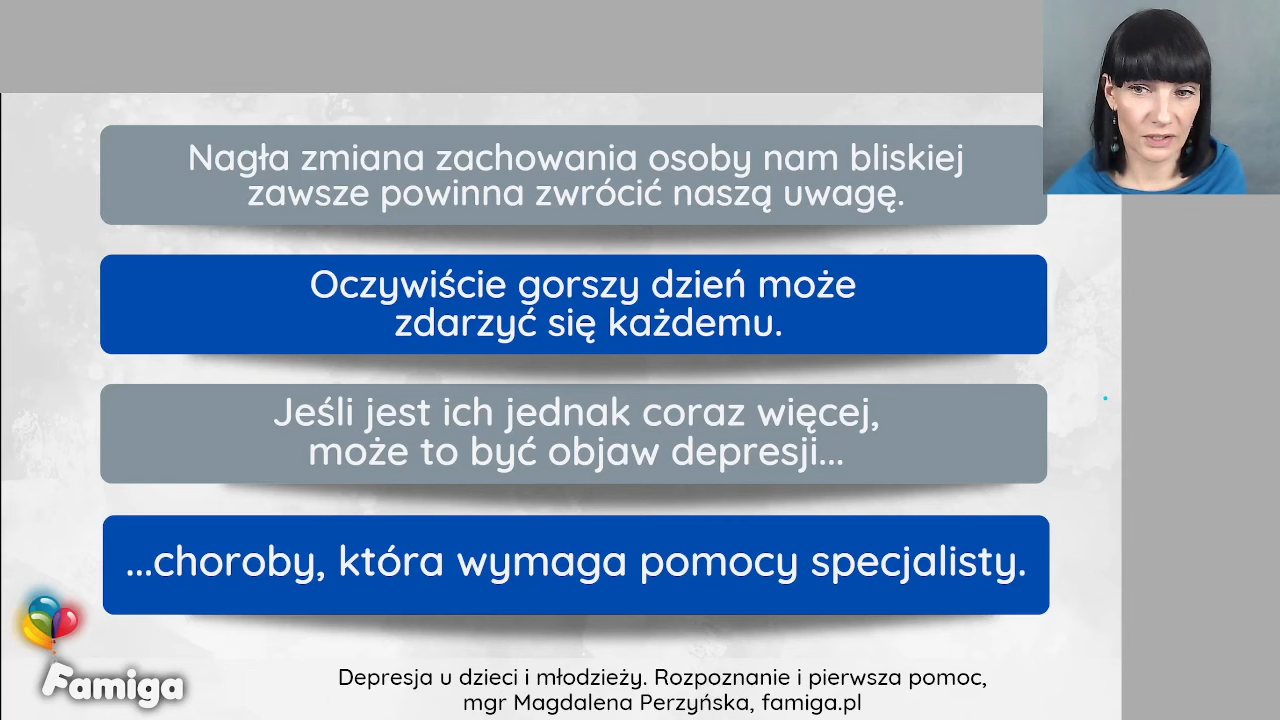 Nagła zmiana zachowania osoby nam bliskiej
zawsze powinna zwrócić naszą uwagę.
Oczywiście gorszy dzień może
zdarzyć się każdemu.
Jeśli jest ich jednak coraz więcej,
może to być objaw depresji...
...choroby, która wymaga pomocy specjalisty.
Famiga
Depresja u dzieci i młodzieży. Rozpoznanie i pierwsza pomoc,
mgr Magdalena Perzyńska, famiga.pl